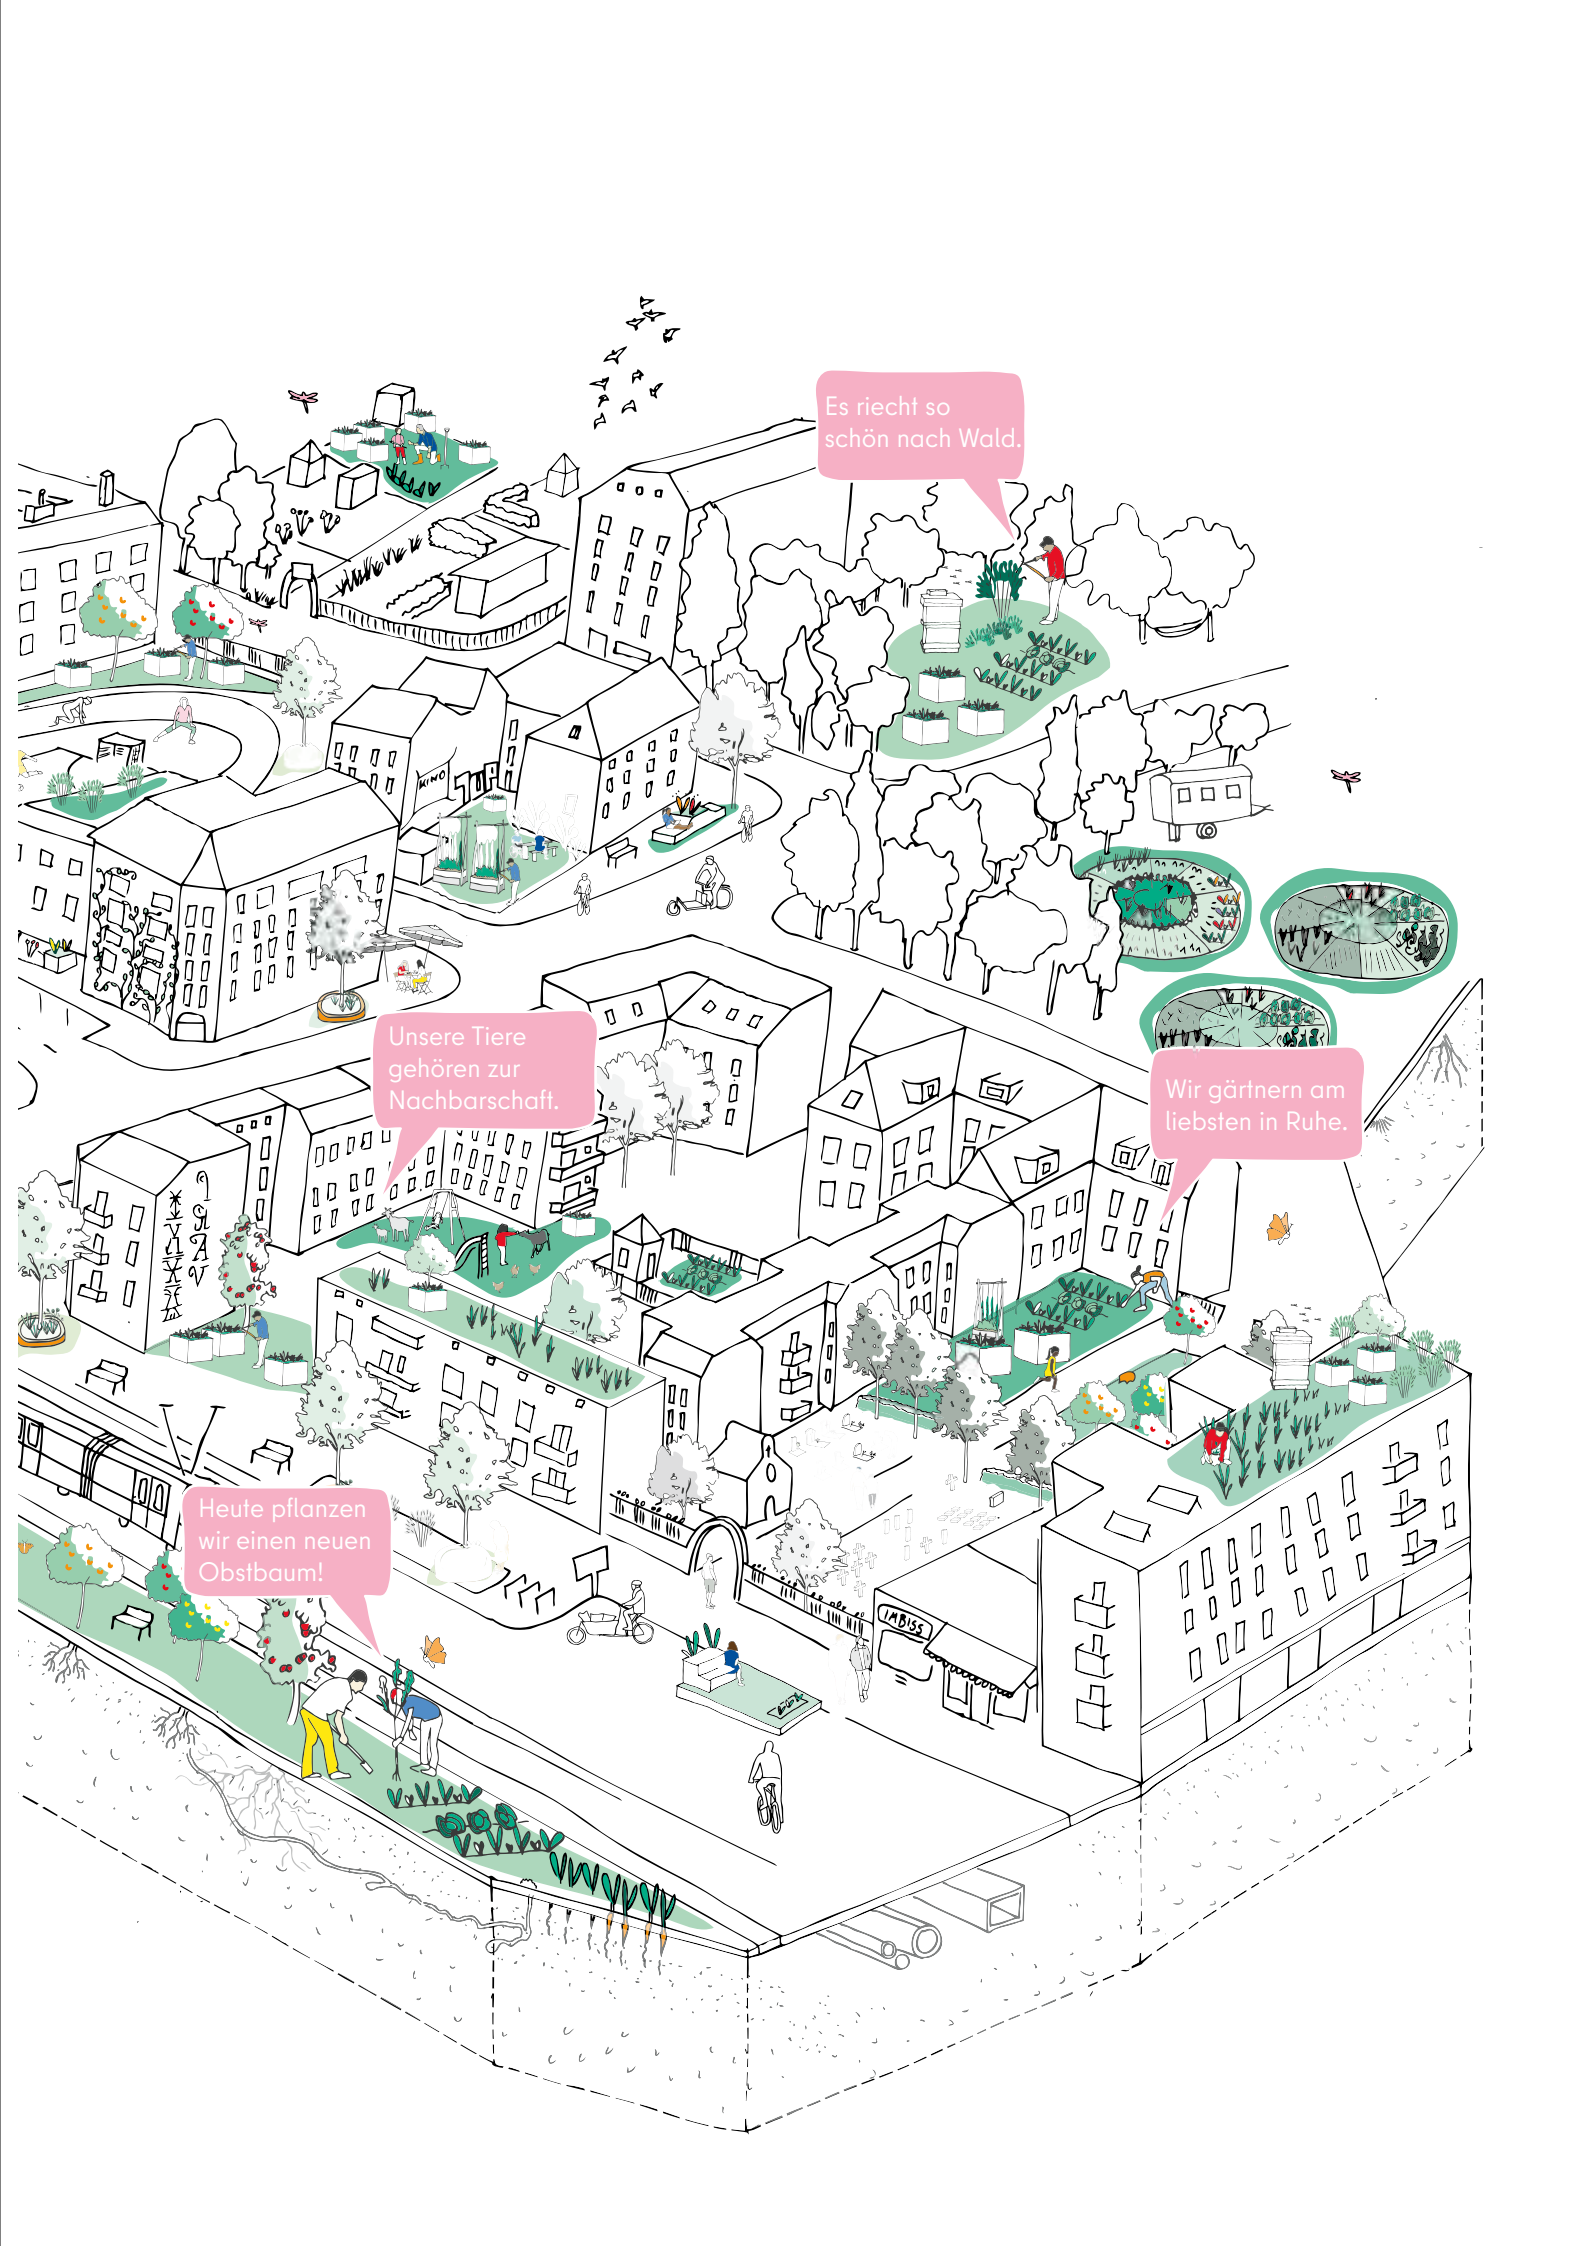 Es riecht so
schön nach Wald.
KINO
Unsere Tiere
gehören zur
Nachbarschaft.
Wir gärtnern am
liebsten in Ruhe.
Heute pflanzen
wir einen neuen
Obstbaum!
IMBISS